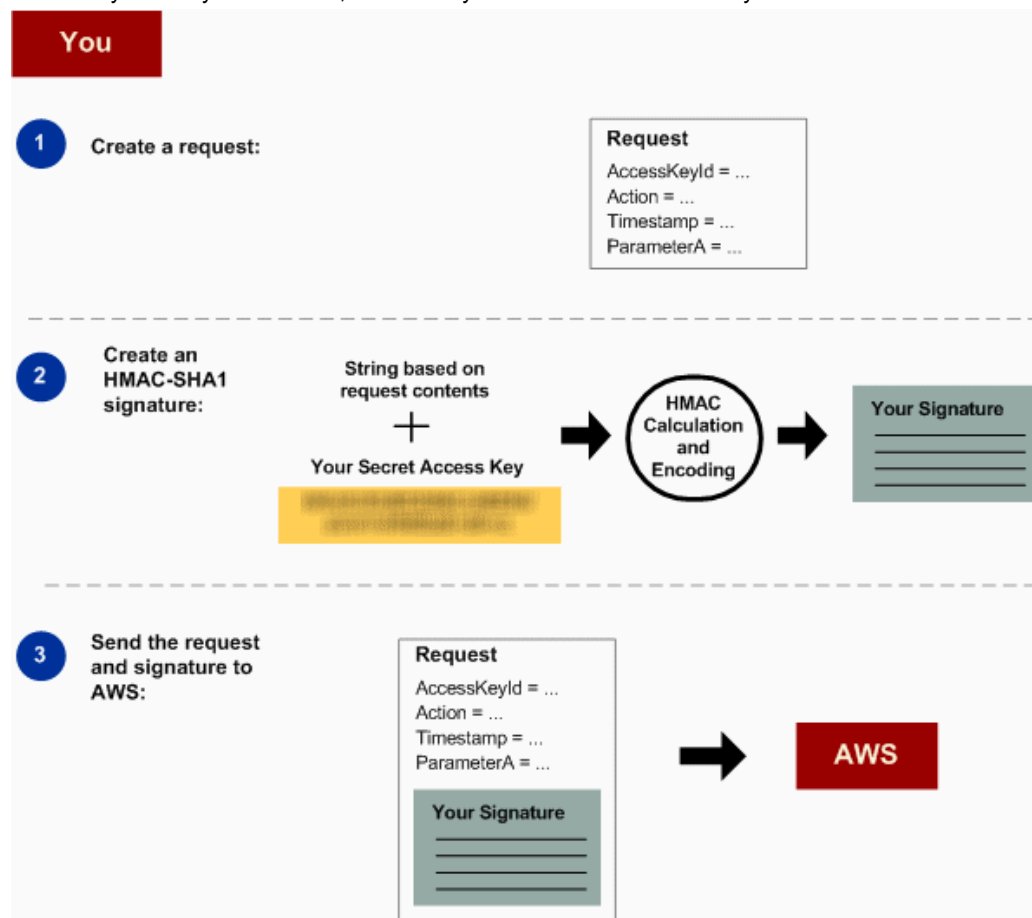 You
1
Create a request:
Request
AccessKeyId = ...
Action = ...
Timestamp = ...
ParameterA = ...
2
Create an
HMAC-SHA1
signature:
String based on
request contents
+
Your Secret Access Key
HMAC
Calculation
and
Encoding
Your Signature
3
Send the request
and signature to
AWS:
Request
AccessKeyId = ...
Action = ...
Timestamp = ...
ParameterA = ...
Your Signature
AWS